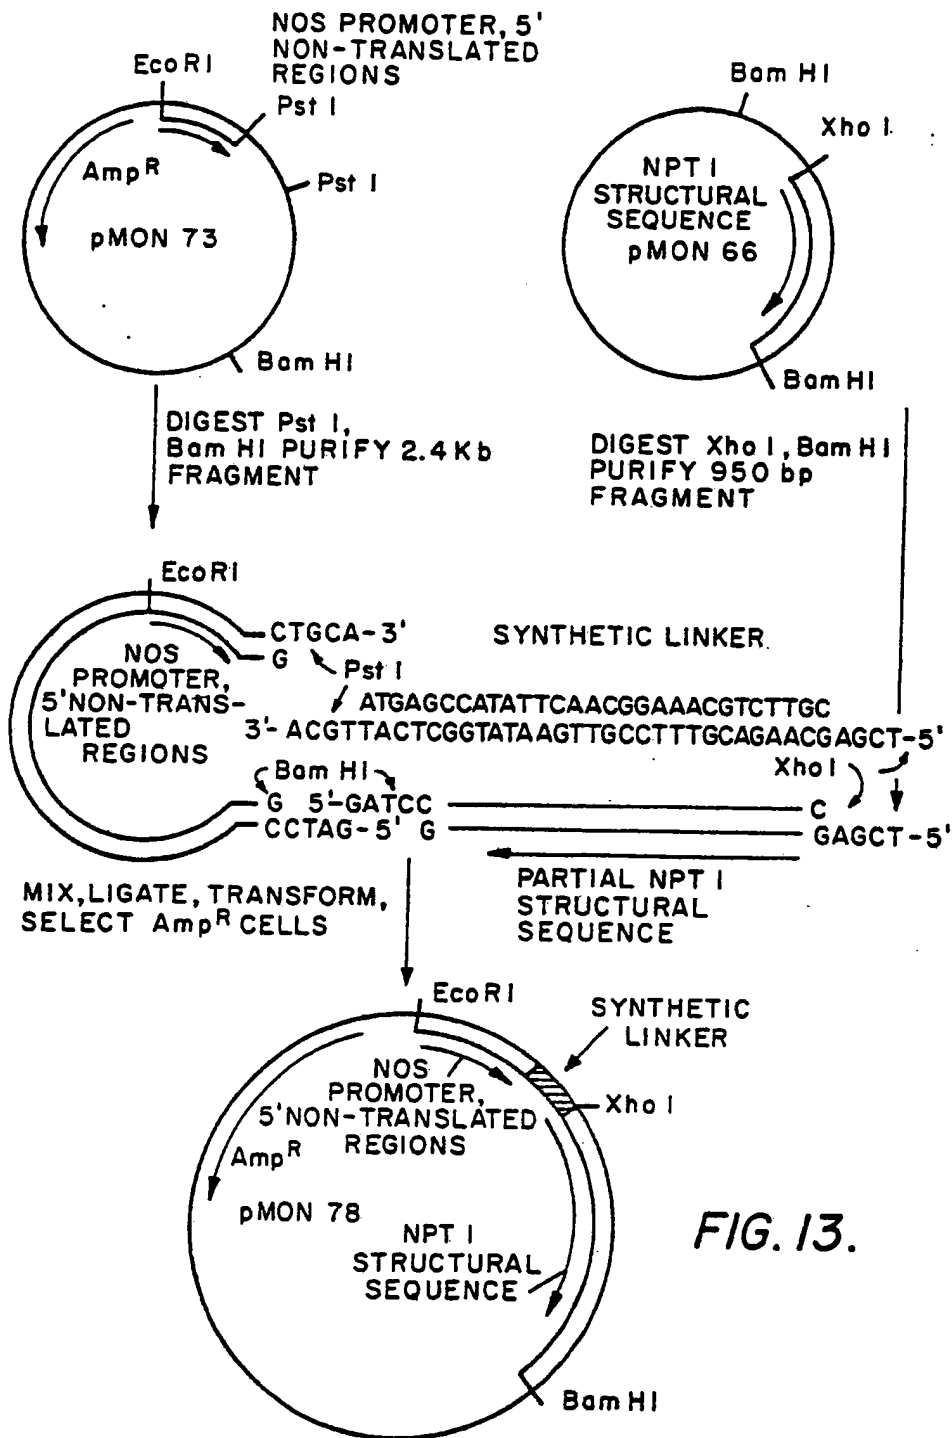 NOS PROMOTER, 5'
NON-TRANSLATED
REGIONS
EcoRI
Pst I
Amp R
Pst I
pMON 73
Bam HI
Bam HI
Xho I
NPT I
STRUCTURAL
SEQUENCE
pMON 66
Bam HI
DIGEST Pst I,
Bam HI PURIFY 2.4 Kb
FRAGMENT
DIGEST Xho I, Bam HI
PURIFY 950 bp
FRAGMENT
EcoRI
CTGCA-3'
G
SYNTHETIC LINKER
NOS
PROMOTER,
5'NON-TRANS-
LATED
REGIONS
Pst I
ATGAGCCATATTCAACGGAAACGTCTTGC
3'- ACGTTACTCGGTATAAGTTGCCTTTGCAGAACGAGCT-5'
Xho I
Bam HI
G 5'-GATCC
CCTAG-5' G
C
GAGCT-5'
PARTIAL NPT I
STRUCTURAL
SEQUENCE
MIX, LIGATE, TRANSFORM,
SELECT Amp R CELLS
EcoRI
SYNTHETIC
LINKER
NOS
PROMOTER,
5'NON-TRANSLATED
REGIONS
Xho I
Amp R
pMON 78
NPT I
STRUCTURAL
SEQUENCE
Bam HI
FIG. 13.